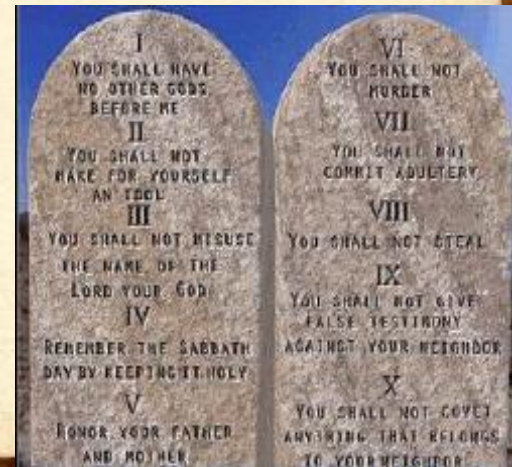 I
YOU SHALL HAVE
NO OTHER GODS
BEFORE ME
II
YOU SHALL NOT
MAKE FOR YOURSELF
AN IDOL
III
YOU SHALL NOT MISUSE
THE NAME OF THE
LORD YOUR GOD
IV
REMEMBER THE SABBATH
DAY BY KEEPING IT HOLY
V
HONOR YOUR FATHER
AND MOTHER
VI
YOU SHALL NOT
MURDER
VII
YOU SHALL NOT
COMMIT ADULTERY
VIII
YOU SHALL NOT STEAL
IX
YOU SHALL NOT GIVE
FALSE TESTIMONY
AGAINST YOUR NEIGHBOR
X
YOU SHALL NOT COVET
ANYTHING THAT BELONGS
TO YOUR NEIGHBOR